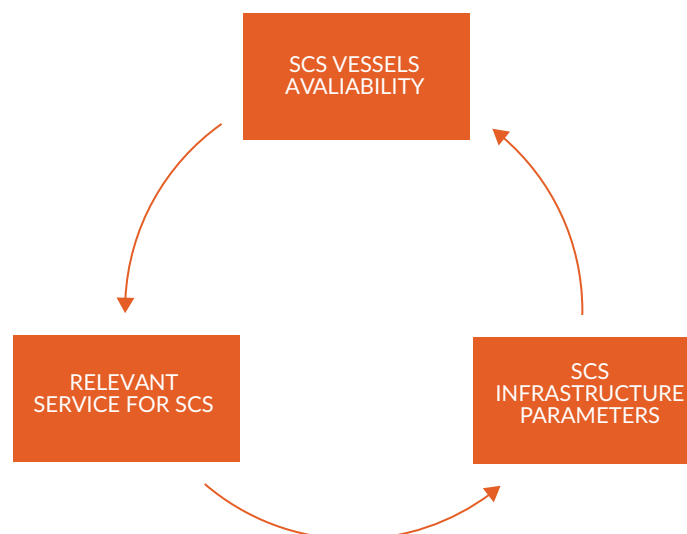 SCS VESSELS
AVALIABILITY
RELEVANT
SERVICE FOR SCS
SCS
INFRASTRUCTURE
PARAMETERS